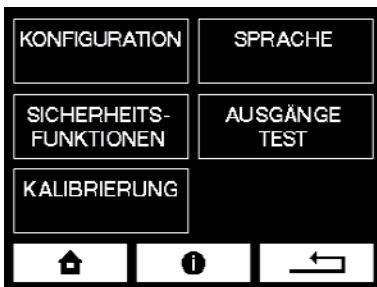 KONFIGURATION
SPRACHE
SICHERHEITS-
FUNKTIONEN
AUSGÄNGE
TEST
KALIBRIERUNG